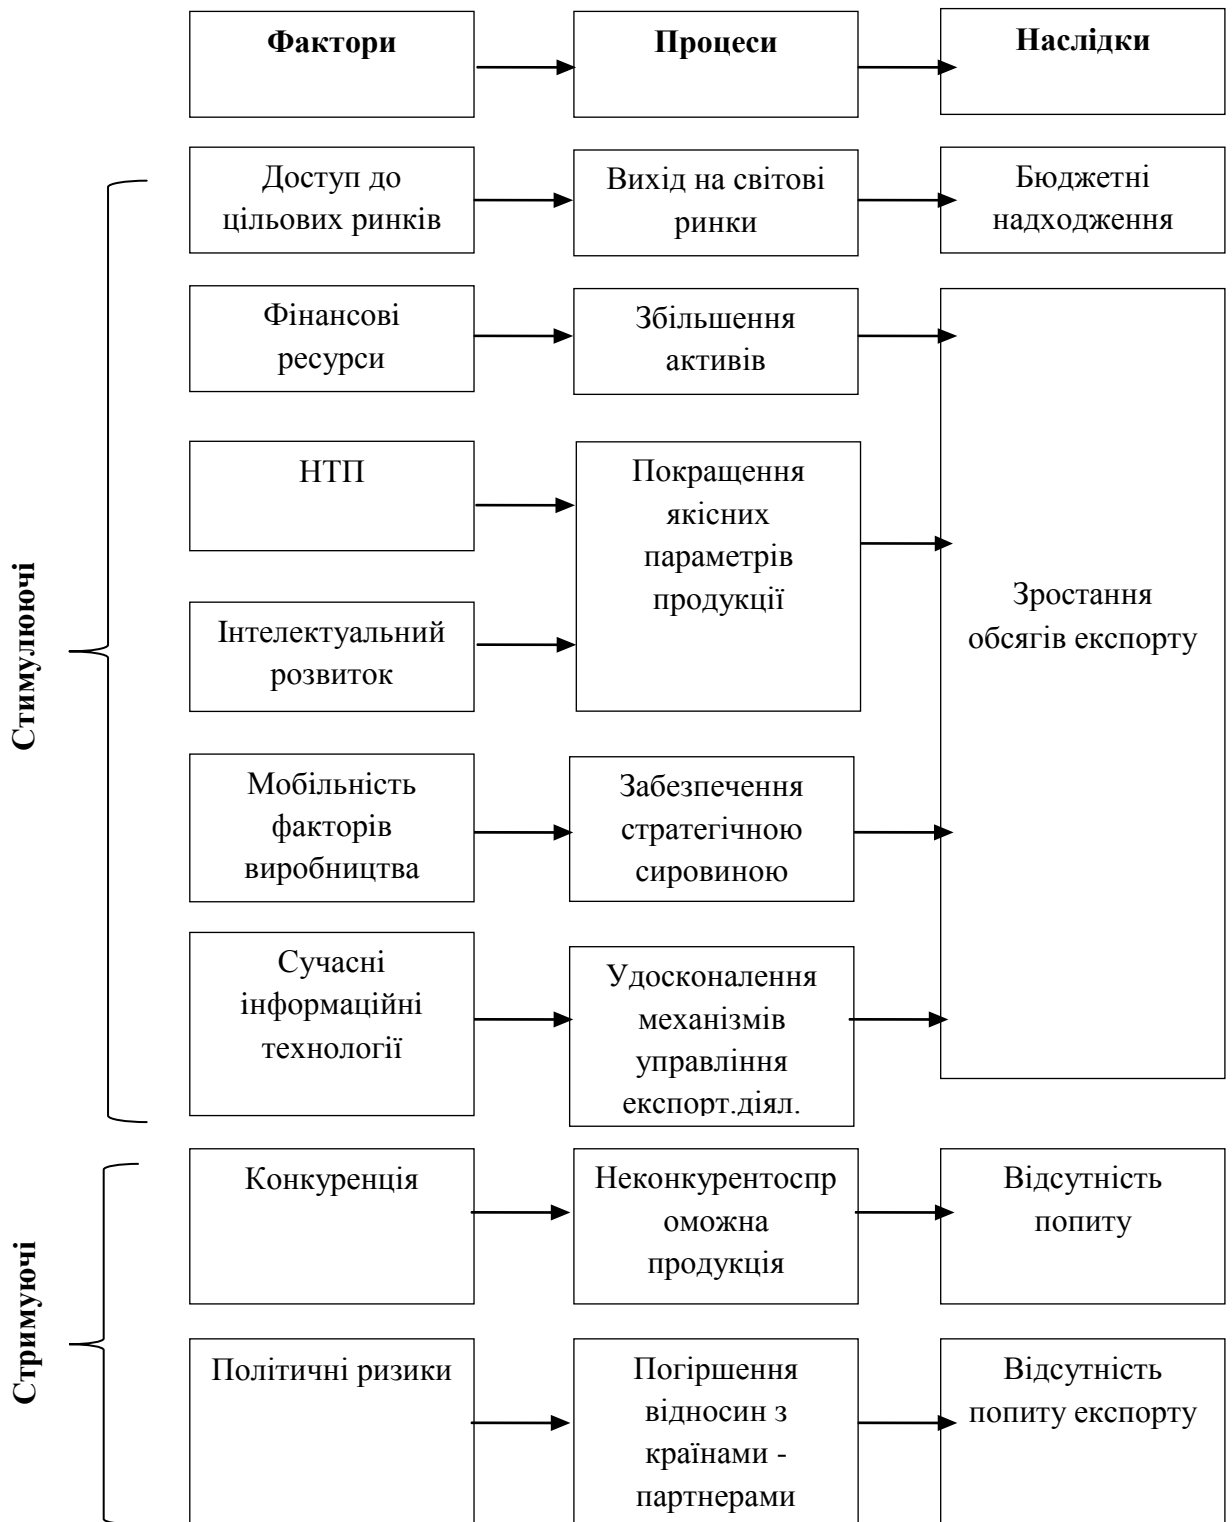 Фактори
Процеси
Наслідки
Стимулюючі
Доступ до
цільових ринків
Вихід на світові
ринки
Бюджетні
надходження
Фінансові
ресурси
Збільшення
активів
Зростання
обсягів експорту
НТП
Покращення
якісних
параметрів
продукції
Інтелектуальний
розвиток
Мобільність
факторів
виробництва
Забезпечення
стратегічною
сировиною
Сучасні
інформаційні
технології
Удосконалення
механізмів
управління
експорт.діял.
Стримуючі
Конкуренція
Неконкурентоспр
оможна
продукція
Відсутність
попиту
Політичні ризики
Погіршення
відносин з
країнами -
партнерами
Відсутність
попиту експорту